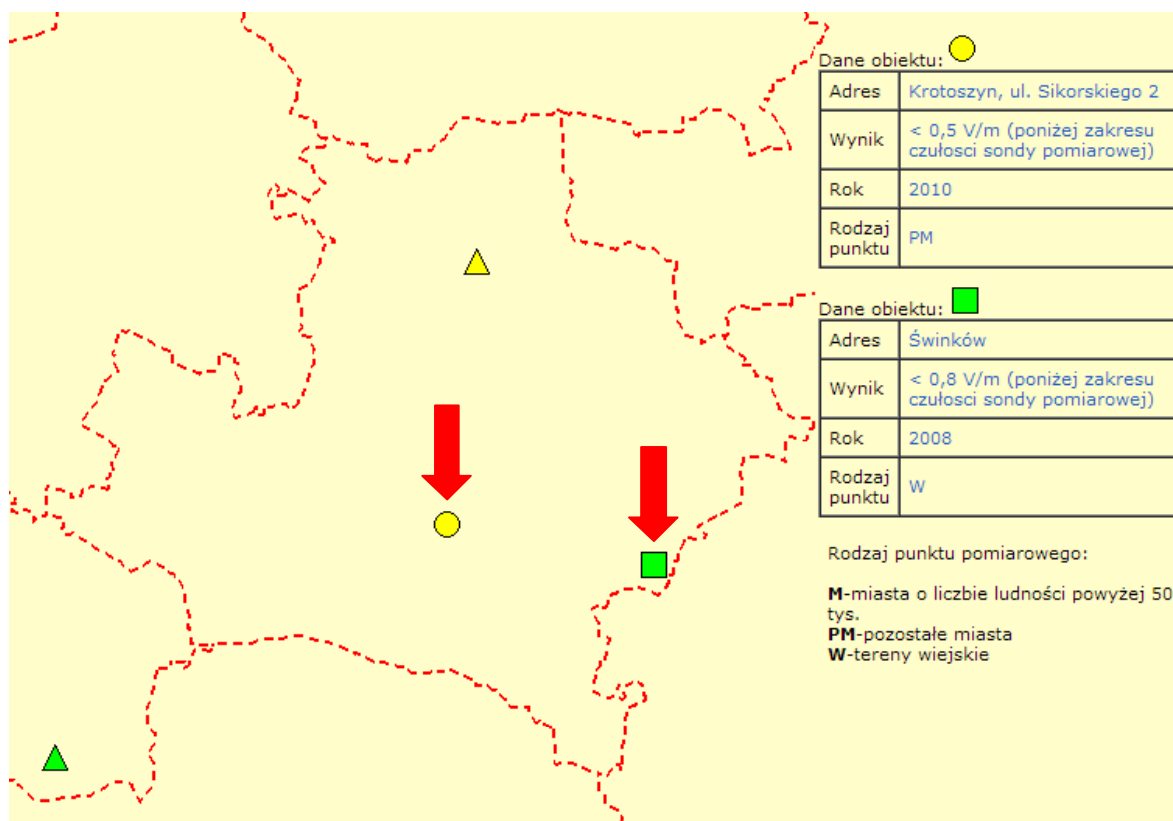 Dane obiektu:
Adres Krotoszyn, ul. Sikorskiego 2
Wynik < 0,5 V/m (poniżej zakresu
czułosci sondy pomiarowej)
Rok 2010
Rodzaj
punktu PM
Dane obiektu:
Adres Świnków
Wynik < 0,8 V/m (poniżej zakresu
czułosci sondy pomiarowej)
Rok 2008
Rodzaj
punktu W
Rodzaj punktu pomiarowego:
M-miasta o liczbie ludności powyżej 50
tys.
PM-pozostałe miasta
W-tereny wiejskie